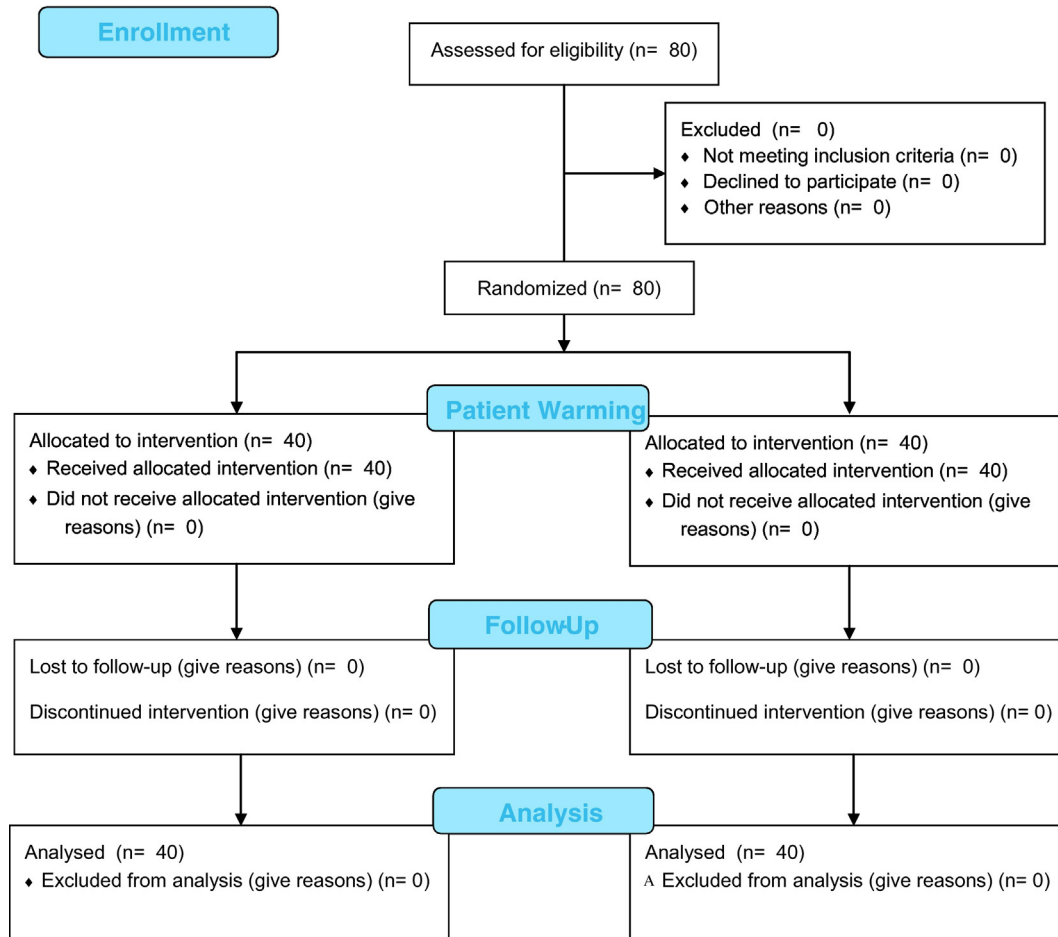 Enrollment
Assessed for eligibility (n= 80)
Excluded (n= 0)
♦ Not meeting inclusion criteria (n= 0)
♦ Declined to participate (n= 0)
♦ Other reasons (n= 0)
Randomized (n= 80)
Patient Warming
Allocated to intervention (n= 40)
♦ Received allocated intervention (n= 40)
♦ Did not receive allocated intervention (give
reasons) (n= 0)
Allocated to intervention (n= 40)
♦ Received allocated intervention (n= 40)
♦ Did not receive allocated intervention (give
reasons) (n= 0)
Follow-Up
Lost to follow-up (give reasons) (n= 0)
Discontinued intervention (give reasons) (n= 0)
Lost to follow-up (give reasons) (n= 0)
Discontinued intervention (give reasons) (n= 0)
Analysis
Analysed (n= 40)
♦ Excluded from analysis (give reasons) (n= 0)
Analysed (n= 40)
A Excluded from analysis (give reasons) (n= 0)